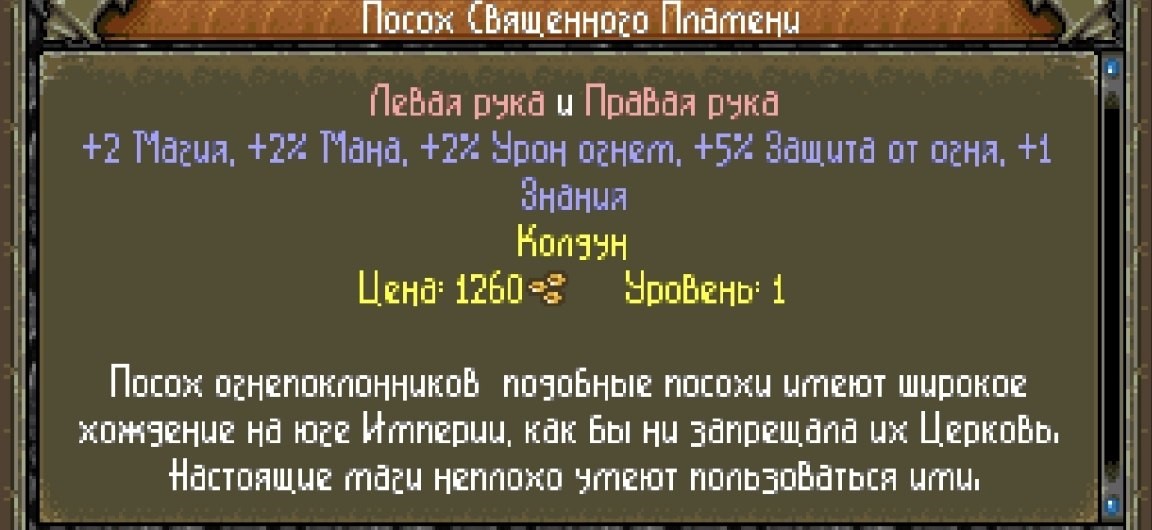 Посох Священного Пламени
Левая рука и Правая рука
+2 Магия, +2% Мана, +2% Урон огнем, +5% Защита от огня, +1
Знания
Колдун
Цена: 1260 Уровень: 1
Посох огнепоклонников подобные посохи имеют широкое
хождение на юге Империи, как бы ни запрещала их Церковь.
Настоящие маги неплохо умеют пользоваться ими.